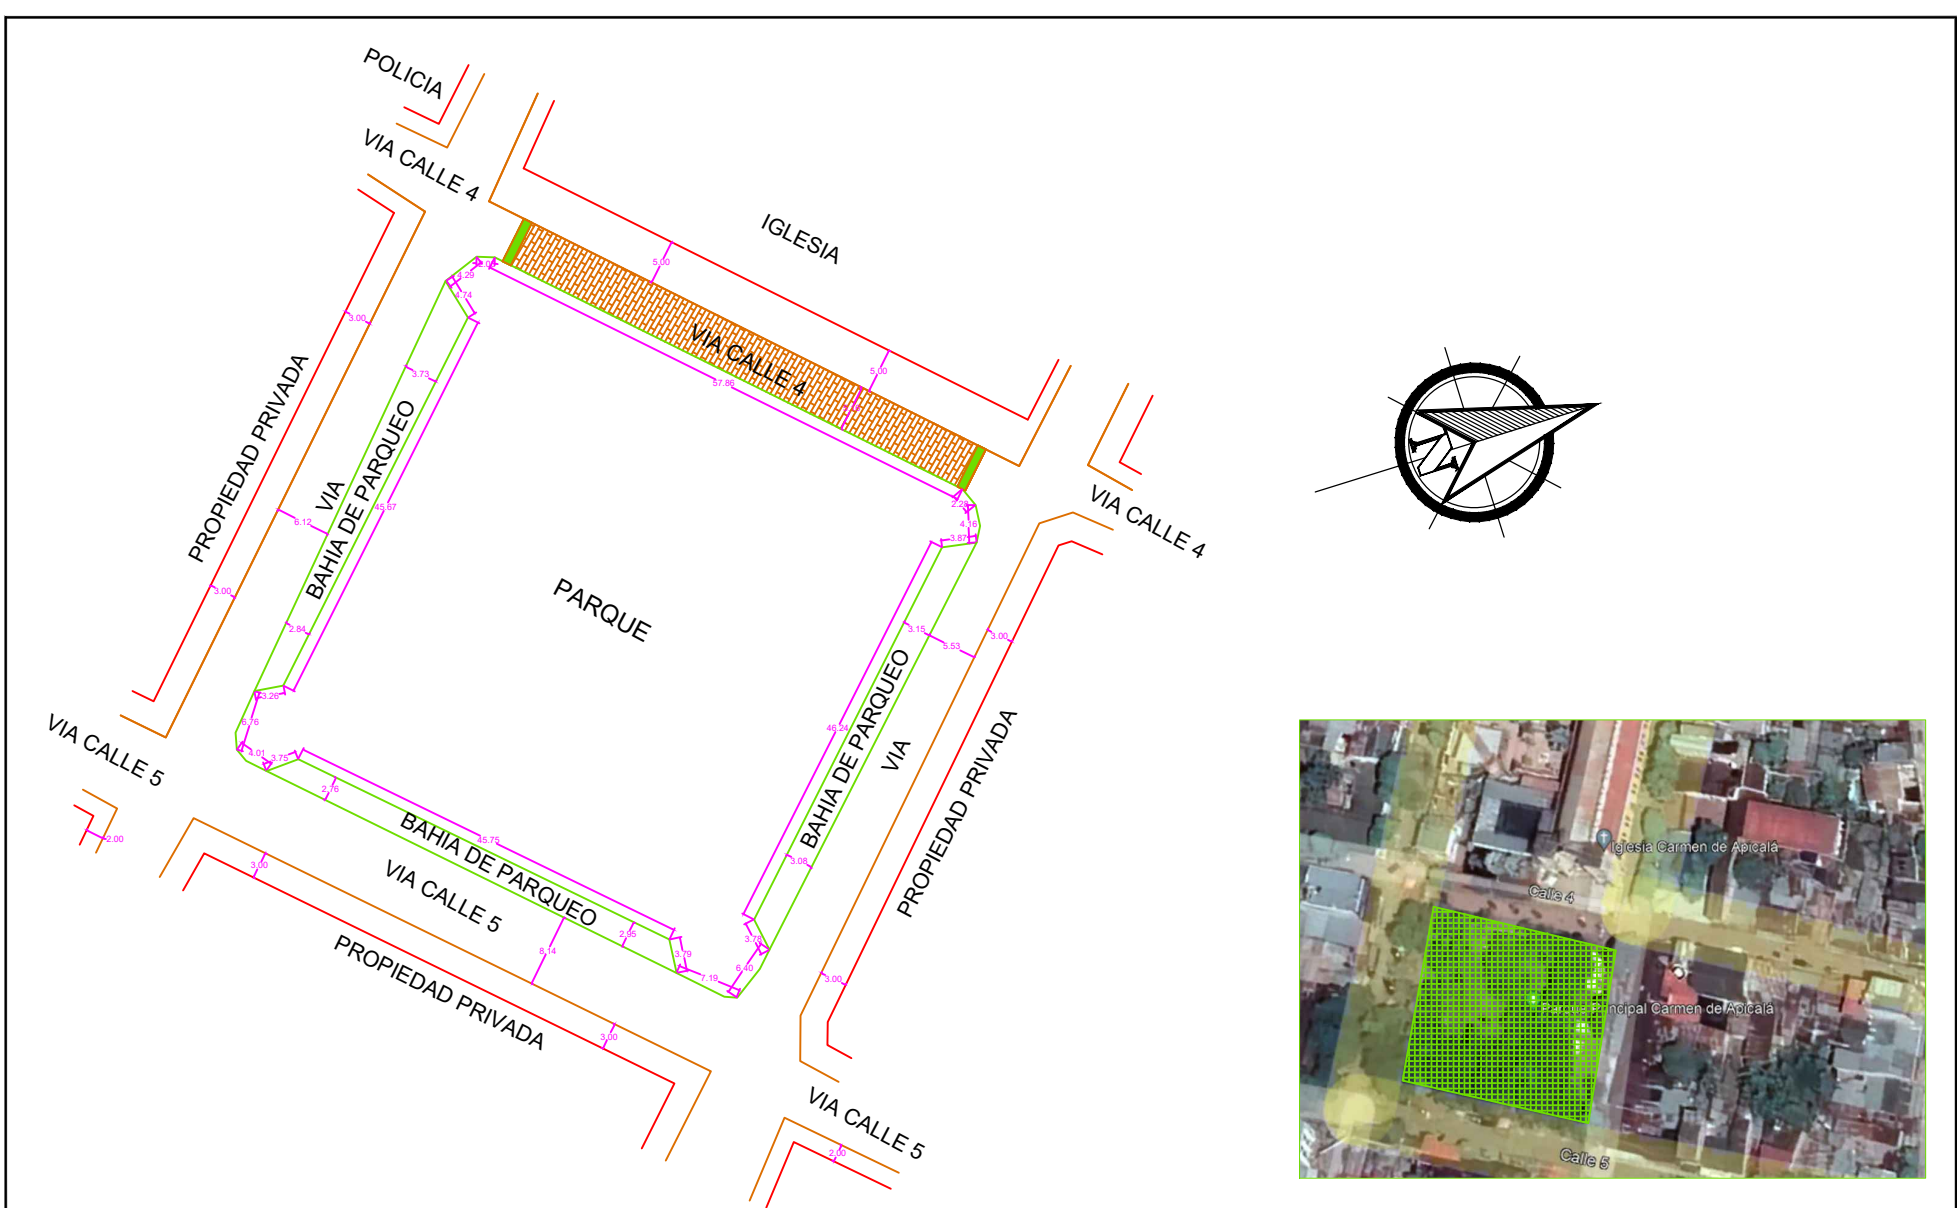 POLICIA
VIA CALLE 4
IGLESIA
5.00
4.29
4.74
3.00
VIA CALLE 4
5.00
57.86
3.73
PROPIEDAD PRIVADA
VIA
BAHIA DE PARQUEO
45.67
6.12
3.00
2.84
VIA CALLE 4
2.28
4.16
3.87
PARQUE
3.15
5.53
3.00
3.26
6.76
4.01
3.75
VIA CALLE 5
2.76
2.00
3.00
45.75
BAHIA DE PARQUEO
VIA CALLE 5
PROPIEDAD PRIVADA
8.14
2.95
3.79
7.19
6.40
3.78
3.00
46.24
BAHIA DE PARQUEO
VIA
PROPIEDAD PRIVADA
3.08
3.00
VIA CALLE 5
2.00
N
Iglesia Carmen de Apicalá
Calle 4
Parque Principal Carmen de Apicalá
Calle 5